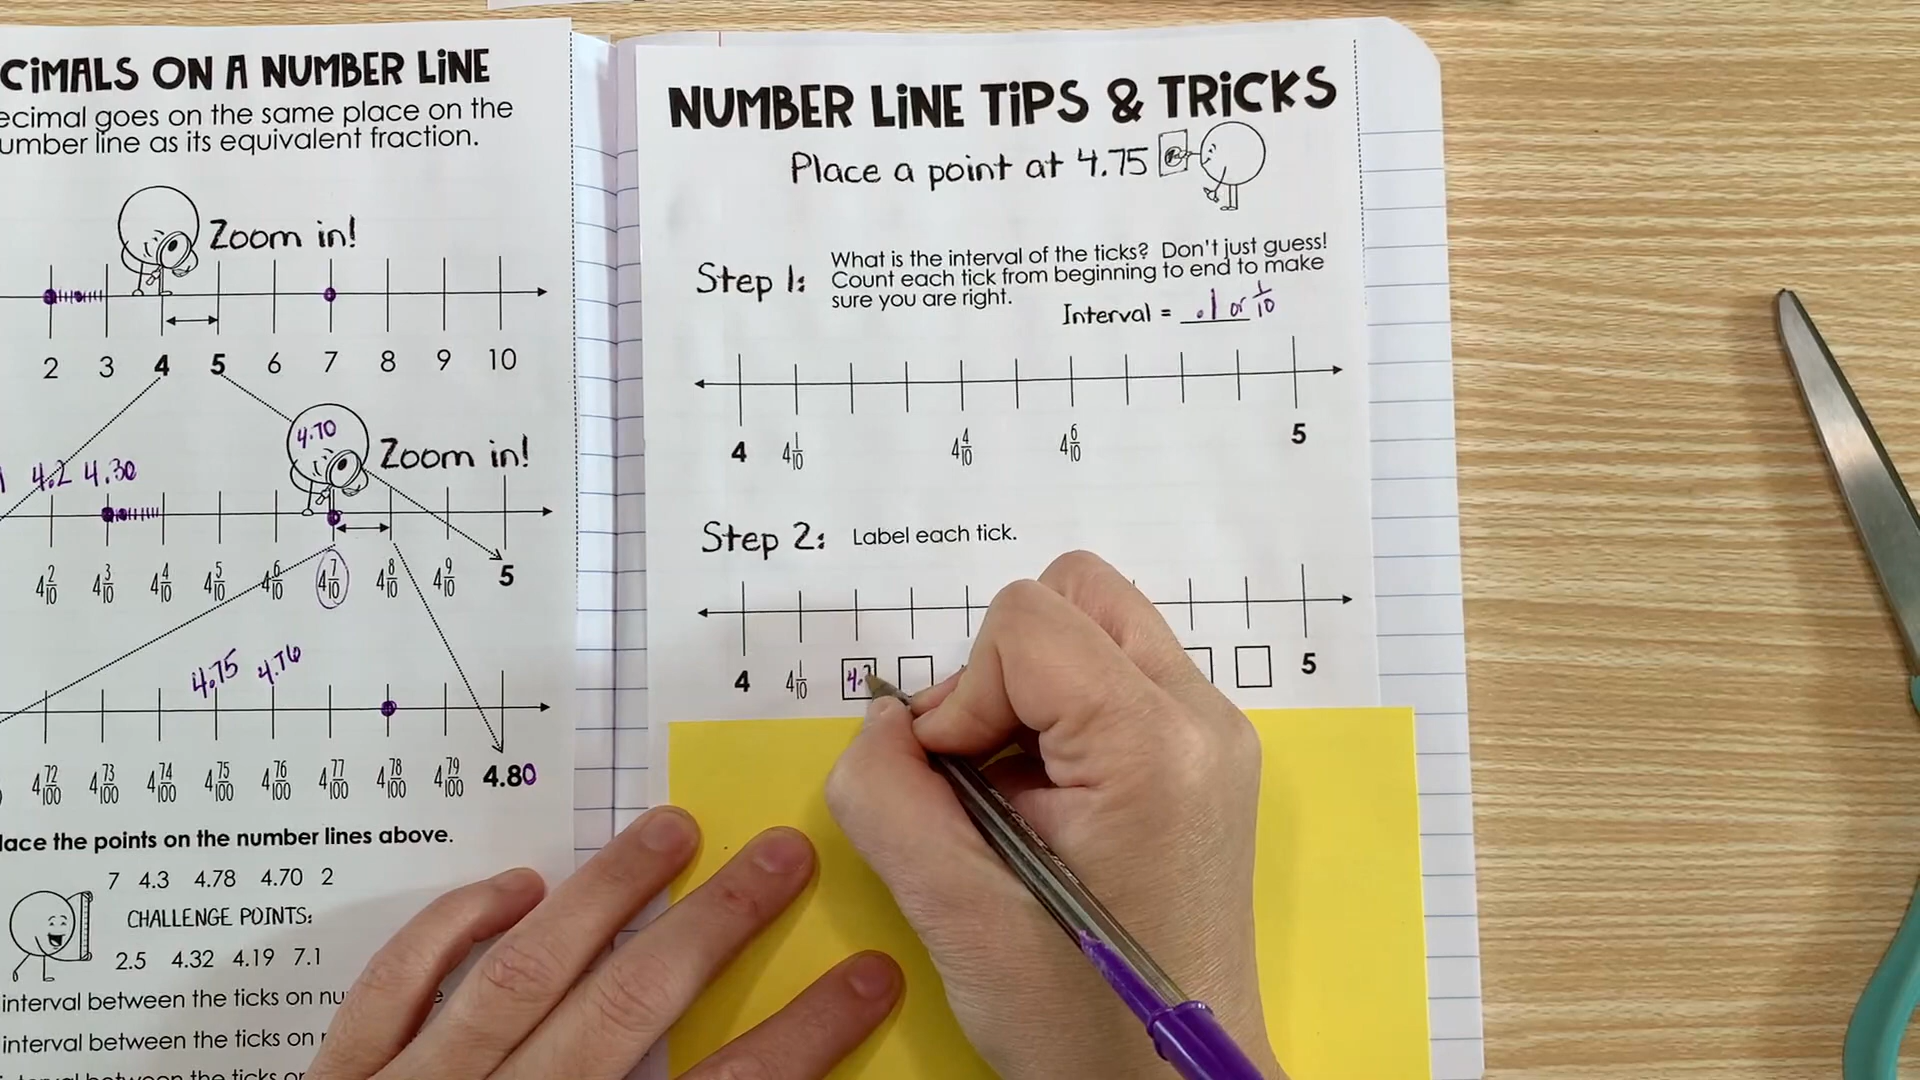 CiMALS ON A NUMBER LiNE
ecimal goes on the same place on the
umber line as its equivalent fraction.
Zoom in!
2 3 4 5 6 7 8 9 10
4.70
Zoom in!
4.2 4.30
4 2/10 4 3/10 4 4/10 4 5/10 4 6/10 4 7/10 4 8/10 4 9/10 5
4.75 4.76
4 72/100 4 73/100 4 74/100 4 75/100 4 76/100 4 77/100 4 78/100 4 79/100 4.80
lace the points on the number lines above.
7 4.3 4.78 4.70 2
CHALLENGE POINTS:
2.5 4.32 4.19 7.1
interval between the ticks on nu
interval between the ticks on
interval between the ticks or
NUMBER LiNE TiPS & TRiCKS
Place a point at 4.75
Step 1:
What is the interval of the ticks? Don't just guess!
Count each tick from beginning to end to make
sure you are right.
Interval = .1 or 1/10
4 4 1/10 4 4/10 4 6/10 5
Step 2: Label each tick.
4 4 1/10 4. 5